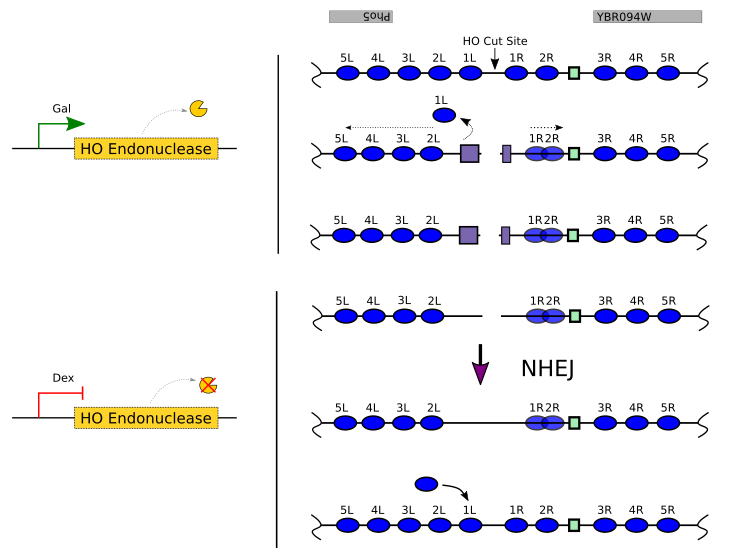 Pho5 YBR094W
HO Cut Site
5L 4L 3L 2L 1L 1R 2R 3R 4R 5R
Gal
1L
HO Endonuclease
5L 4L 3L 2L 1R 2R 3R 4R 5R
5L 4L 3L 2L 1R 2R 3R 4R 5R
5L 4L 3L 2L 1R 2R 3R 4R 5R
NHEJ
Dex
HO Endonuclease
5L 4L 3L 2L 1R 2R 3R 4R 5R
5L 4L 3L 2L 1L 1R 2R 3R 4R 5R